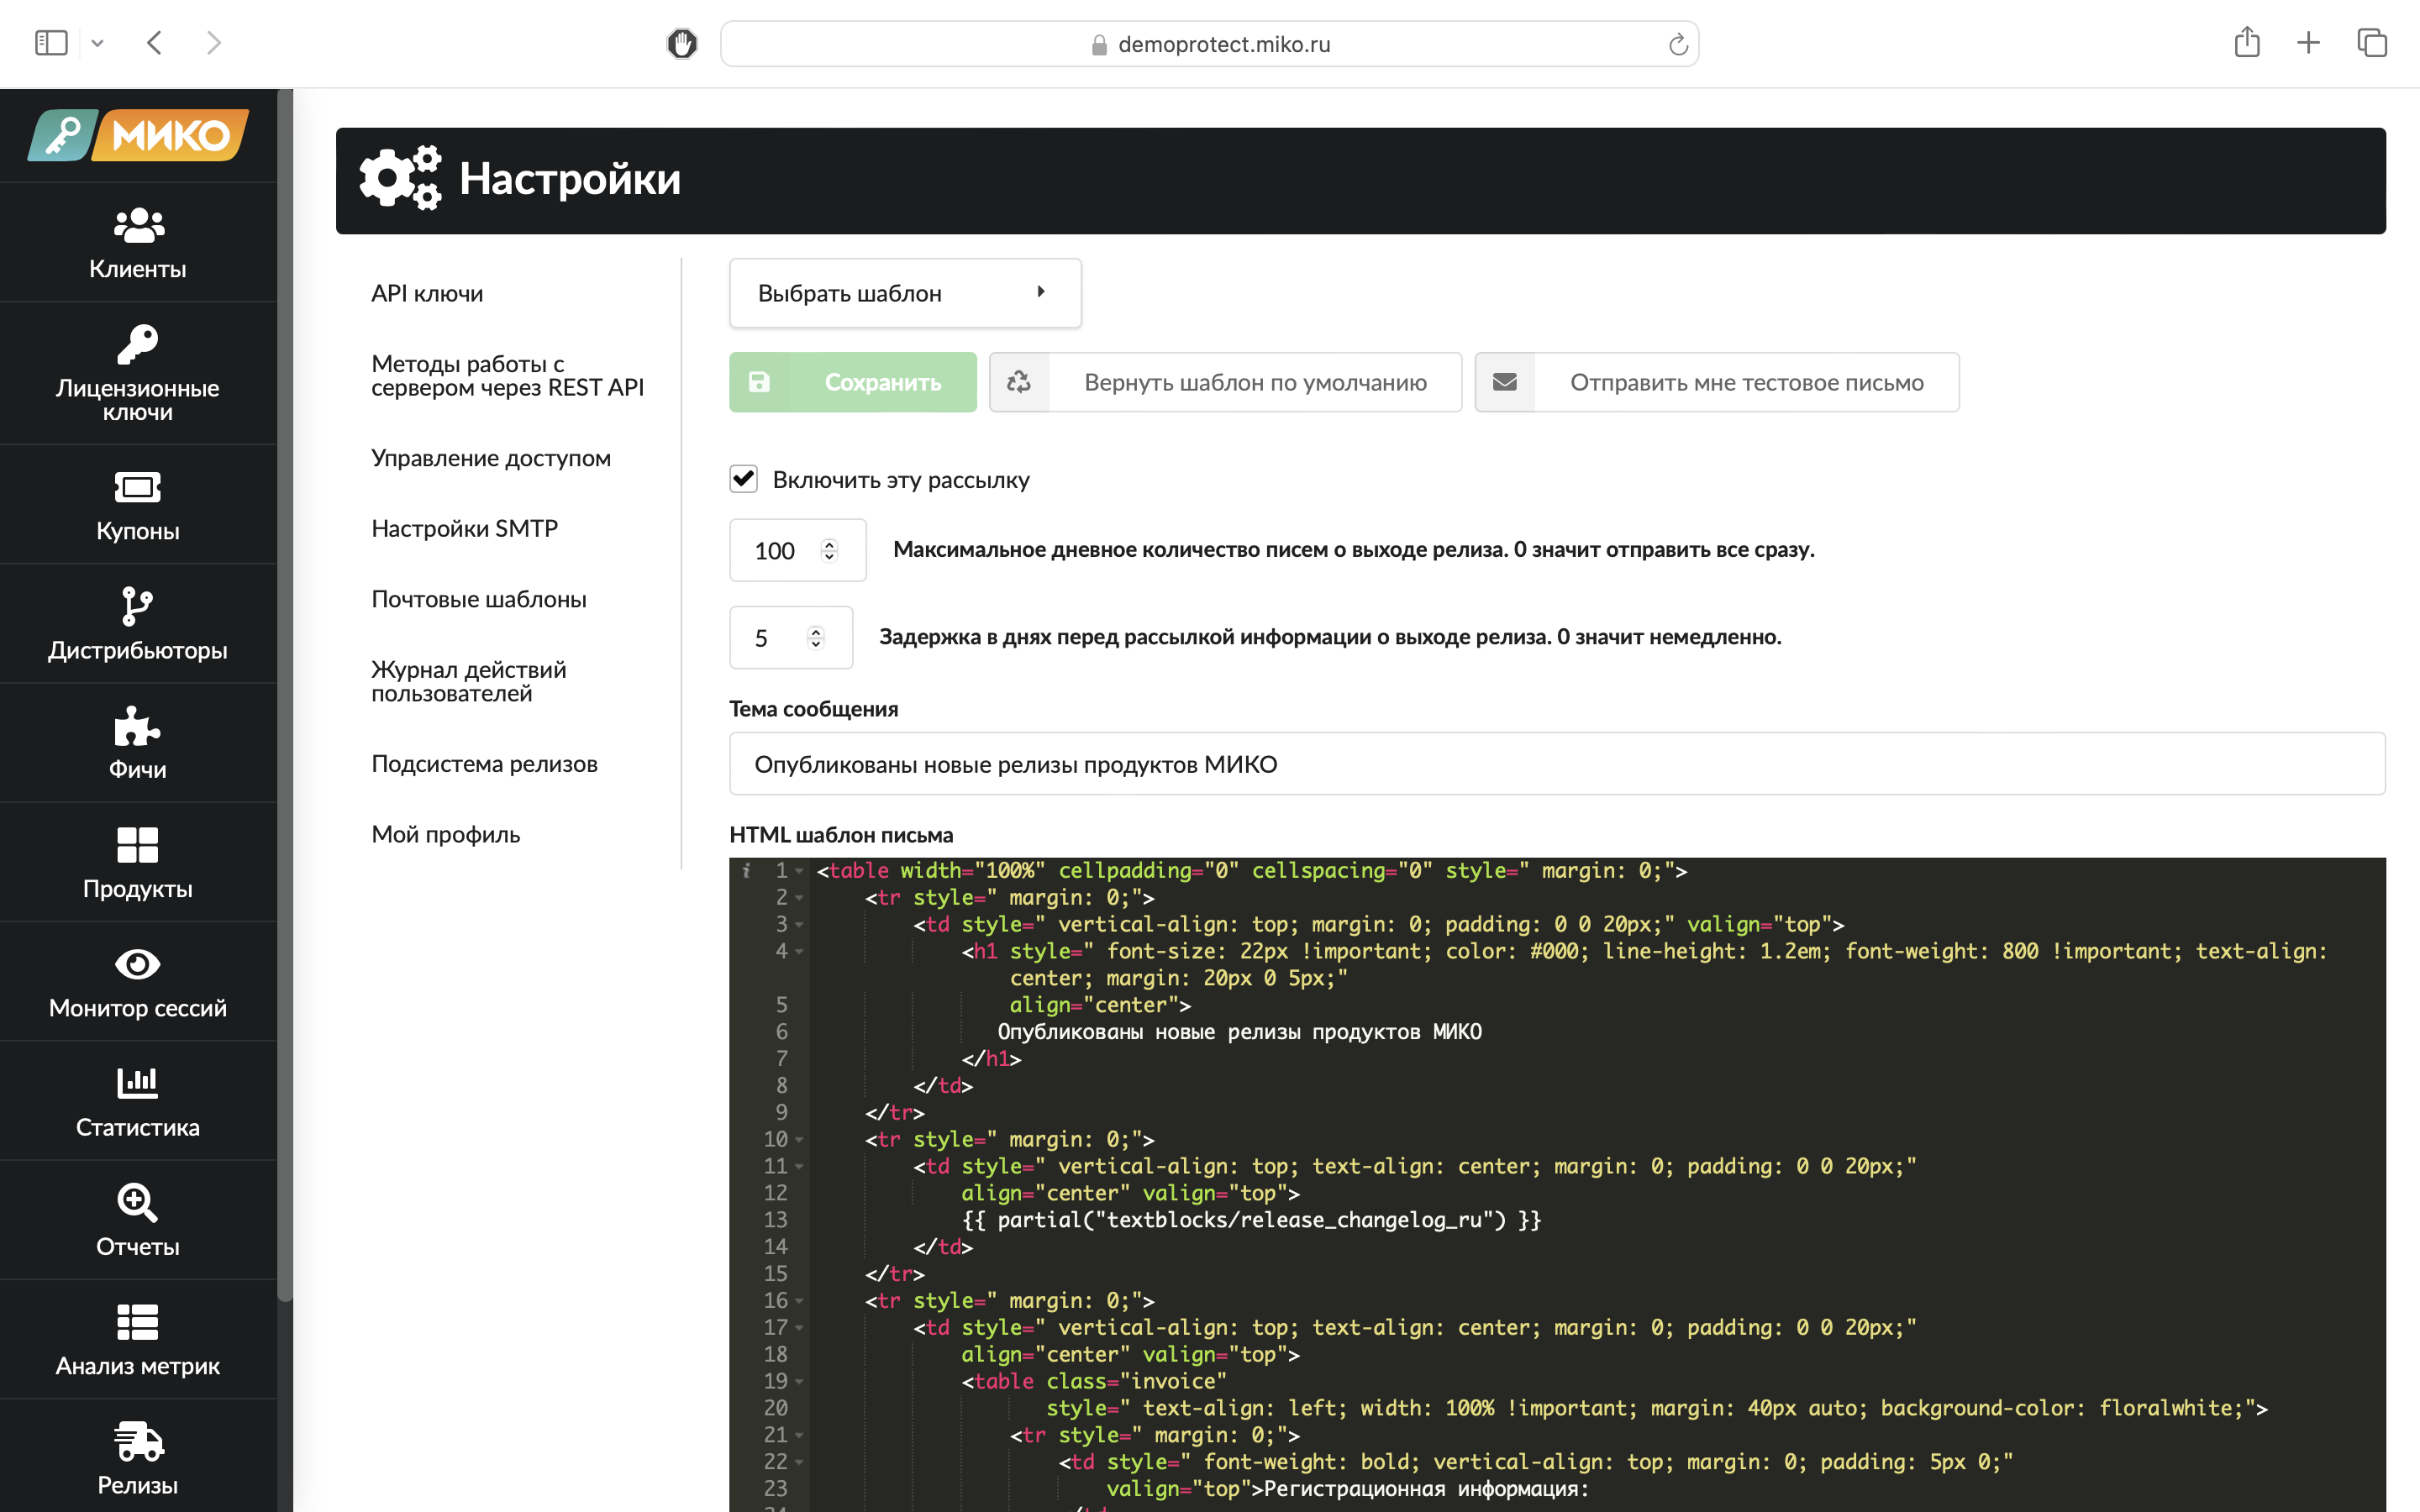 demoprotect.miko.ru
МИКО
Клиенты
Лицензионные
ключи
Купоны
Дистрибьюторы
Фичи
Продукты
Монитор сессий
Статистика
Отчеты
Анализ метрик
Релизы
Настройки
API ключи
Методы работы с
сервером через REST API
Управление доступом
Настройки SMTP
Почтовые шаблоны
Журнал действий
пользователей
Подсистема релизов
Мой профиль
Выбрать шаблон
Сохранить
Вернуть шаблон по умолчанию
Отправить мне тестовое письмо
Включить эту рассылку
100 Максимальное дневное количество писем о выходе релиза. 0 значит отправить все сразу.
5 Задержка в днях перед рассылкой информации о выходе релиза. 0 значит немедленно.
Тема сообщения
Опубликованы новые релизы продуктов МИКО
HTML шаблон письма
1 <table width="100%" cellpadding="0" cellspacing="0" style=" margin: 0;">
2 <tr style=" margin: 0;">
3 <td style=" vertical-align: top; margin: 0; padding: 0 0 20px;" valign="top">
4 <h1 style=" font-size: 22px !important; color: #000; line-height: 1.2em; font-weight: 800 !important; text-align:
center; margin: 20px 0 5px;"
5 align="center">
6 Опубликованы новые релизы продуктов МИКО
7 </h1>
8 </td>
9 </tr>
10 <tr style=" margin: 0;">
11 <td style=" vertical-align: top; text-align: center; margin: 0; padding: 0 0 20px;"
12 align="center" valign="top">
13 {{ partial("textblocks/release_changelog_ru") }}
14 </td>
15 </tr>
16 <tr style=" margin: 0;">
17 <td style=" vertical-align: top; text-align: center; margin: 0; padding: 0 0 20px;"
18 align="center" valign="top">
19 <table class="invoice"
20 style=" text-align: left; width: 100% !important; margin: 40px auto; background-color: floralwhite;">
21 <tr style=" margin: 0;">
22 <td style=" font-weight: bold; vertical-align: top; margin: 0; padding: 5px 0;"
23 valign="top">Регистрационная информация: